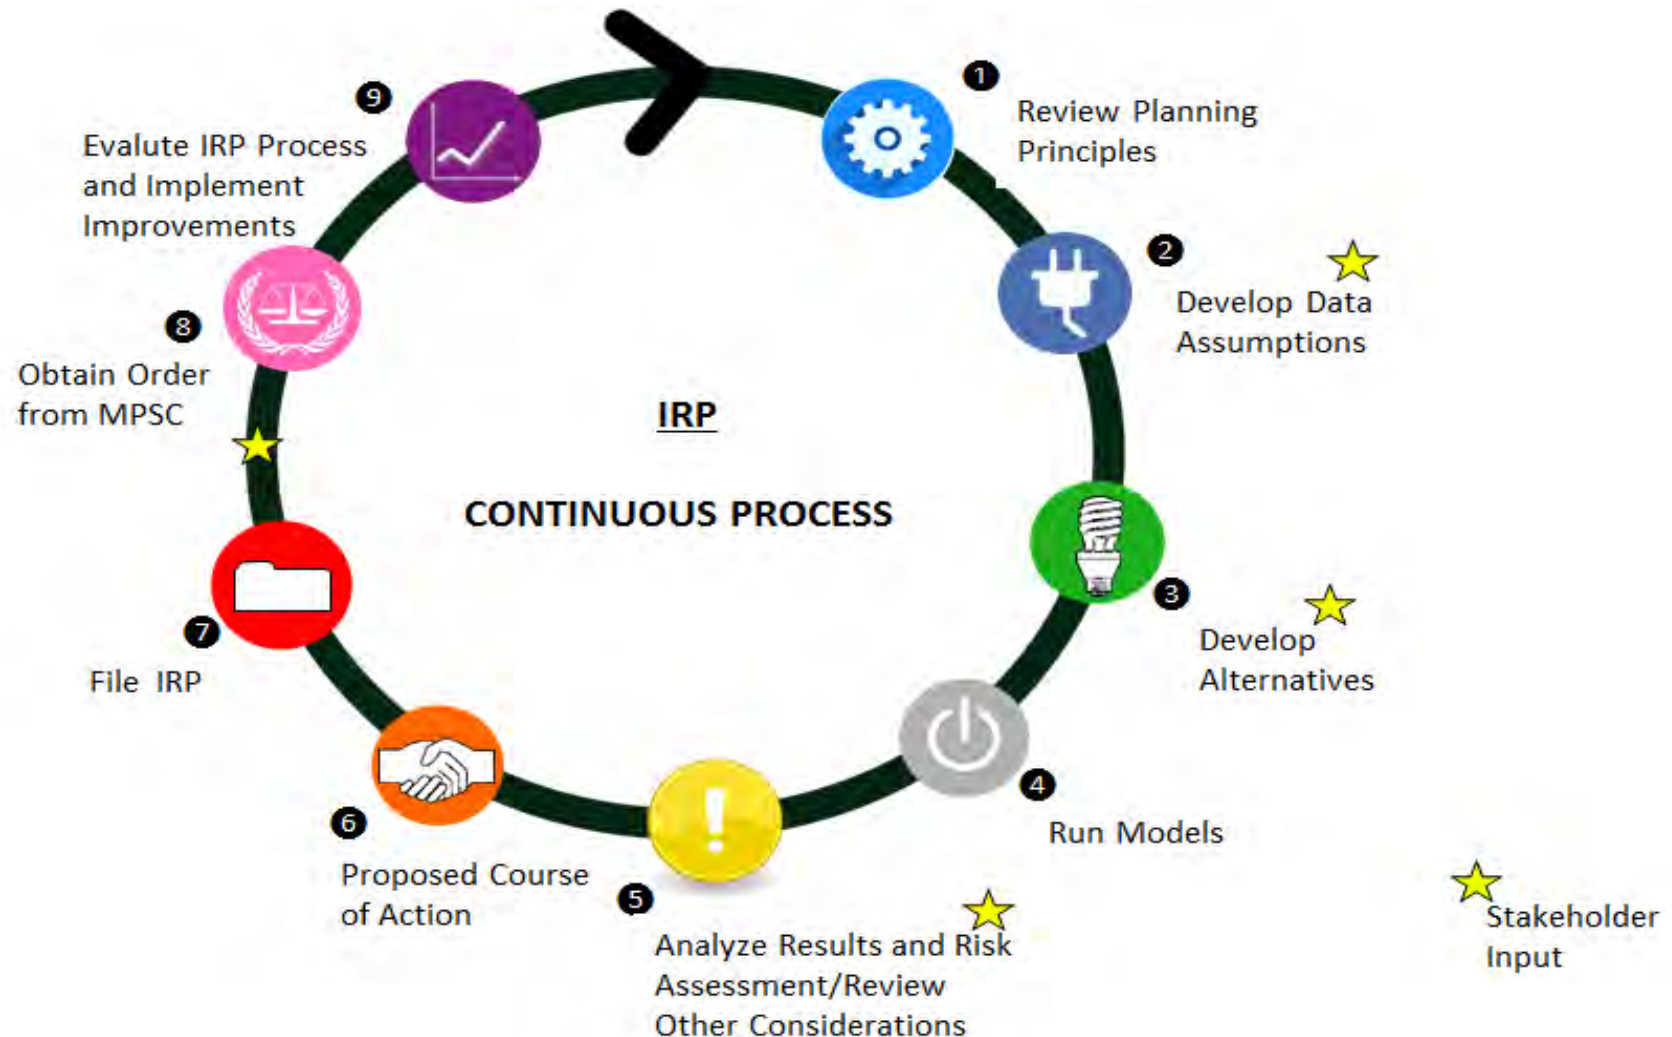 1
Review Planning
Principles
2
Develop Data
Assumptions
3
Develop
Alternatives
4
Run Models
5
Analyze Results and Risk
Assessment/Review
Other Considerations
6
Proposed Course
of Action
7
File IRP
8
Obtain Order
from MPSC
9
Evalute IRP Process
and Implement
Improvements
IRP
CONTINUOUS PROCESS
Stakeholder
Input